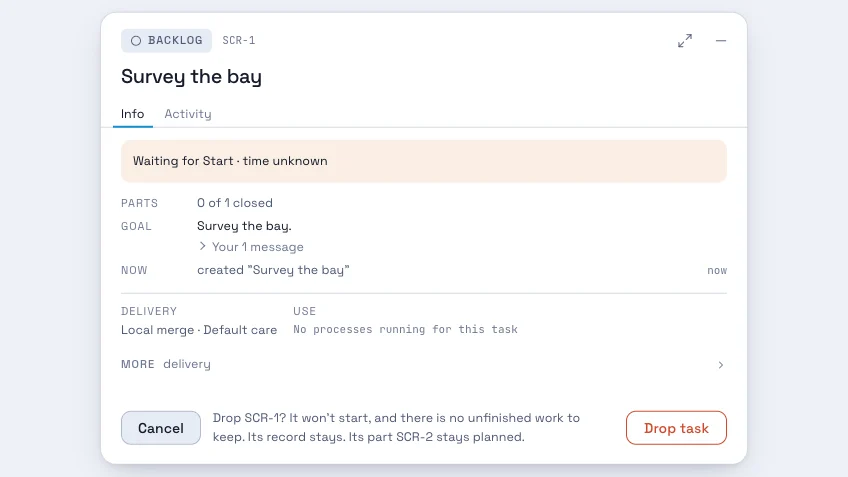 BACKLOG SCR-1
Survey the bay
Info Activity
Waiting for Start · time unknown
PARTS 0 of 1 closed
GOAL Survey the bay.
Your 1 message
NOW created "Survey the bay" now
DELIVERY USE
Local merge · Default care No processes running for this task
MORE delivery
Cancel
Drop SCR-1? It won't start, and there is no unfinished work to
keep. Its record stays. Its part SCR-2 stays planned.
Drop task